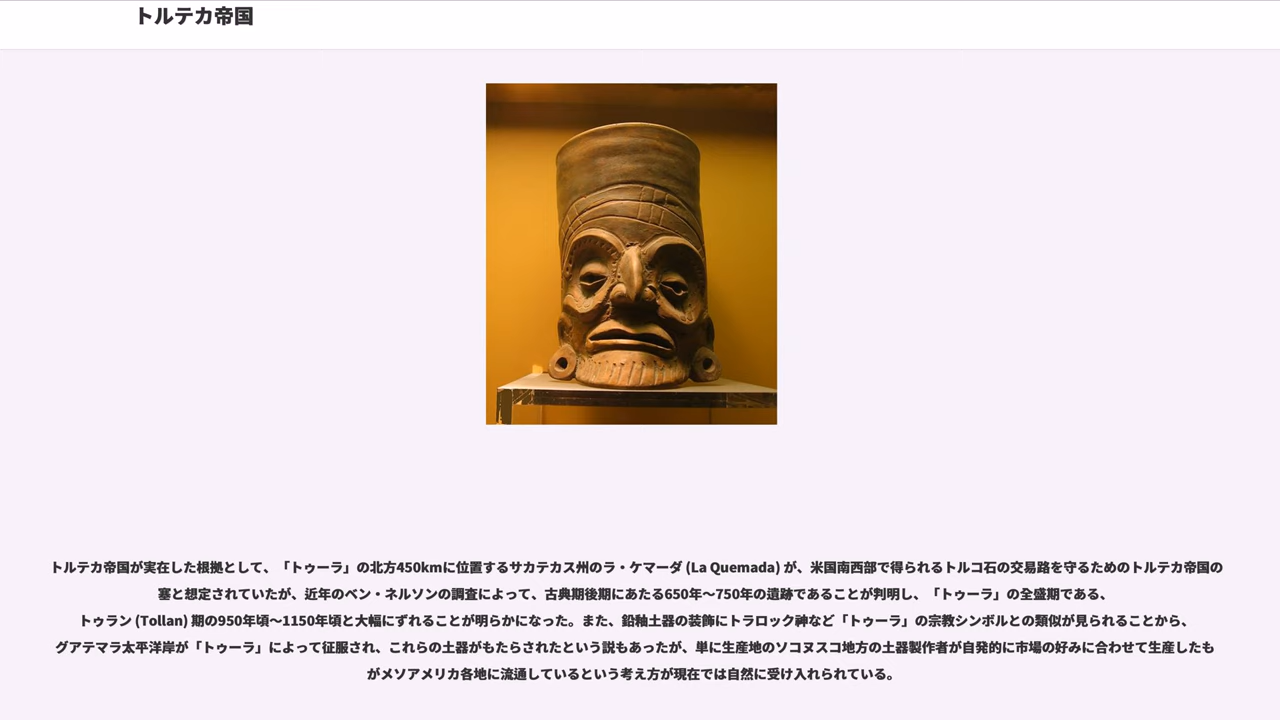 トルテカ帝国
トルテカ帝国が実在した根拠として、「トゥーラ」の北方450kmに位置するサカテカス州のラ・ケマーダ (La Quemada) が、米国南西部で得られるトルコ石の交易路を守るためのトルテカ帝国の
塞と想定されていたが、近年のベン・ネルソンの調査によって、古典期後期にあたる650年〜750年の遺跡であることが判明し、「トゥーラ」の全盛期である、
トゥラン (Tollan) 期の950年頃〜1150年頃と大幅にずれることが明らかになった。また、鉛釉土器の装飾にトラロック神など「トゥーラ」の宗教シンボルとの類似が見られることから、
グアテマラ太平洋岸が「トゥーラ」によって征服され、これらの土器がもたらされたという説もあったが、単に生産地のソコヌスコ地方の土器製作者が自発的に市場の好みに合わせて生産したも
がメソアメリカ各地に流通しているという考え方が現在では自然に受け入れられている。